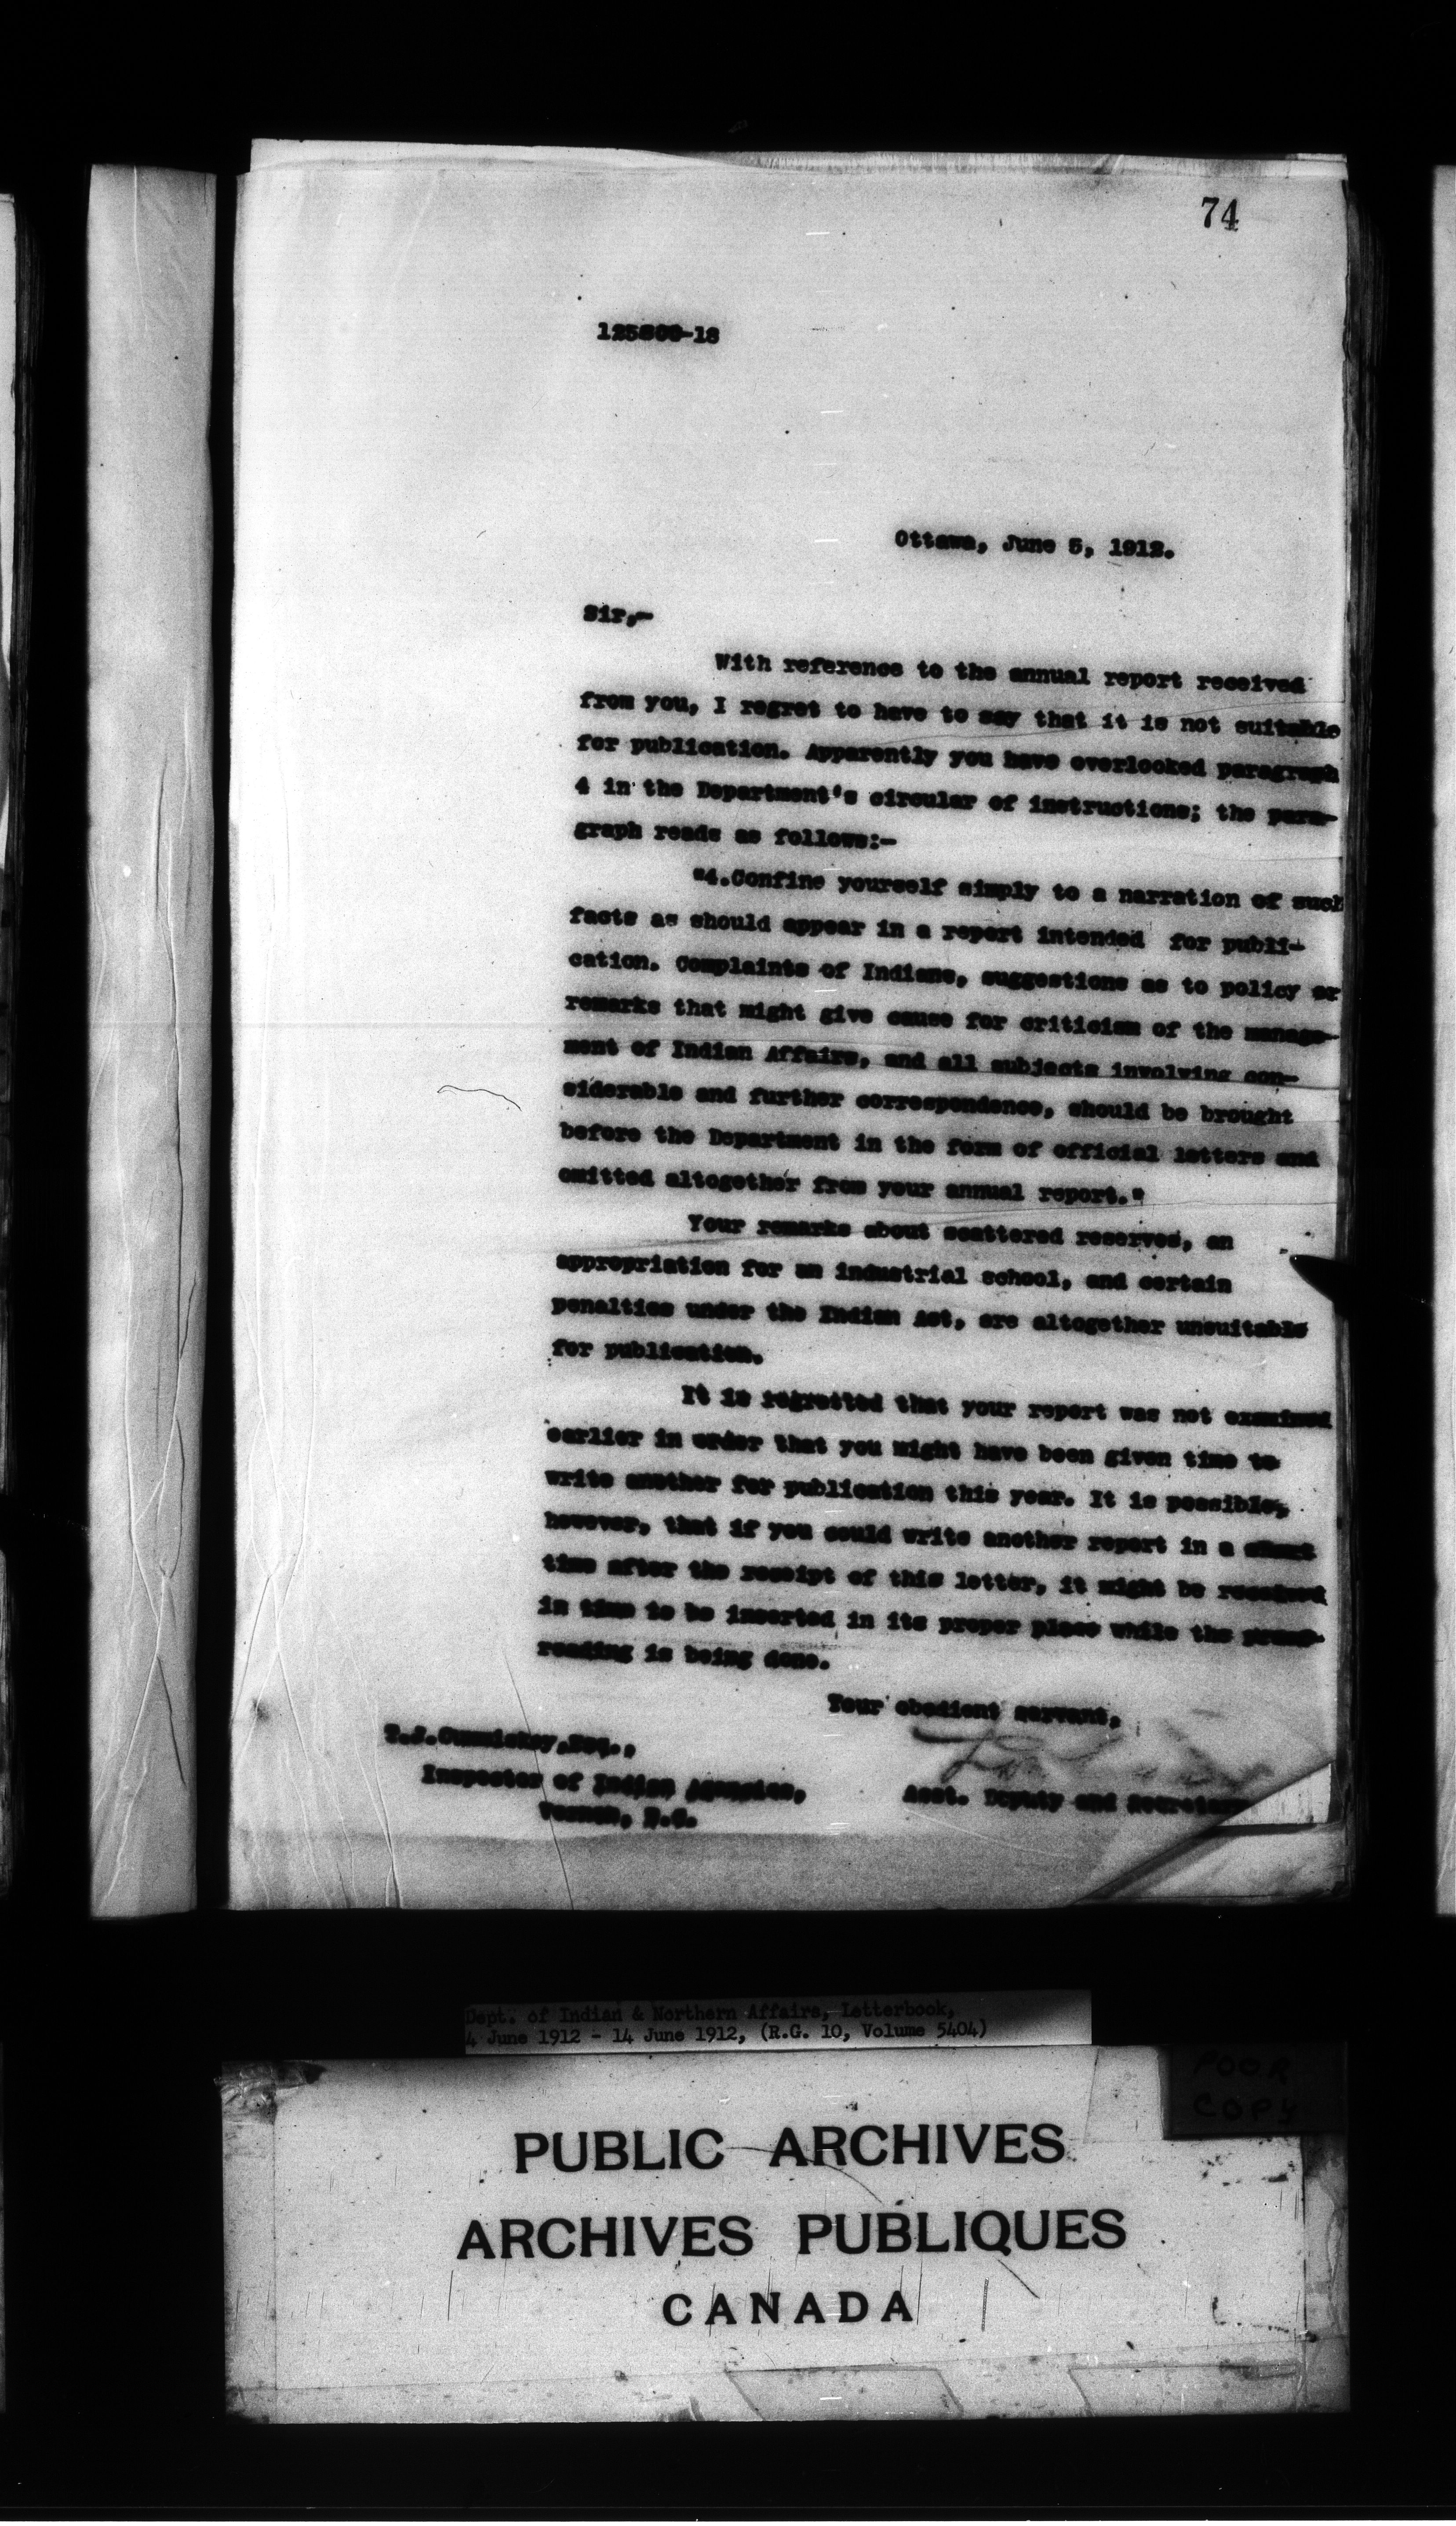 74
Ottawa, June 5, 1912.
Sir,-
With reference to the annual report received
from you, I regret to have to say that it is not suitable
for publication. Apparently you have overlooked paragraph
4 in the Department's circular of instructions; the para-
graph reads as follows:-
"4.Confine yourself simply to a narration of such
facts as should appear in a report intended for publi-
cation. Complaints of Indians, suggestions as to policy or
remarks that might give cause for criticism of the manage-
ment of Indian Affairs, and all subjects involving con-
siderable and further correspondence, should be brought
before the Department in the form of official letters and
omitted altogether from your annual report."
Your remarks about scattered reserves, an
appropriation for an industrial school, and certain
penalties under the Indian Act, are altogether unsuitable
for publication.
It is regretted that your report was not examined
earlier in order that you might have been given time to
write another for publication this year. It is possible,
however, that if you could write another report in a short
time after the receipt of this letter, it might be received
in time to be inserted in its proper place while the proof-
reading is being done.
Your obedient servant,
Inspector of Indian Agencies,
Vernon, B.C.
Asst. Deputy and Secretary
Dept. of Indian & Northern Affairs, Letterbook,
4 June 1912 - 14 June 1912, (R.G. 10, Volume 5404)
POOR
COPY
PUBLIC ARCHIVES
ARCHIVES PUBLIQUES
CANADA